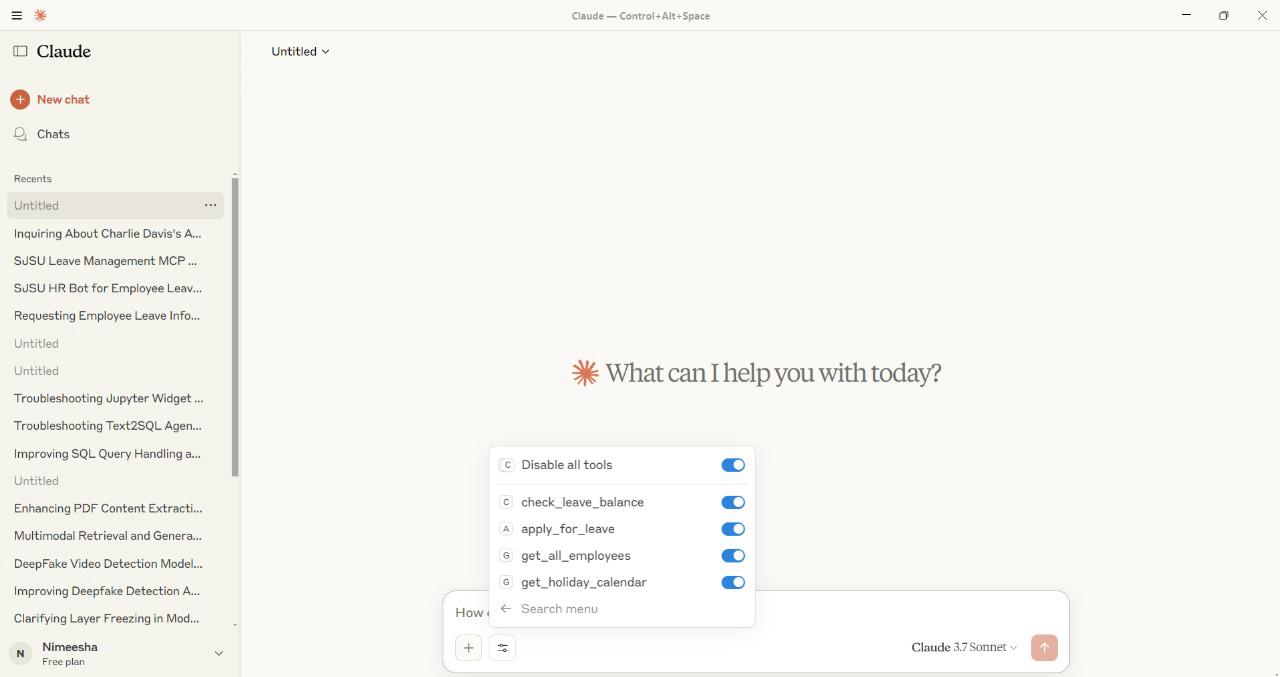 Claude — Control+Alt+Space
Claude
Untitled
New chat
Chats
Recents
Untitled
Inquiring About Charlie Davis's A...
SJSU Leave Management MCP ...
SJSU HR Bot for Employee Leav...
Requesting Employee Leave Info...
Untitled
Untitled
Troubleshooting Jupyter Widget ...
Troubleshooting Text2SQL Agen...
Improving SQL Query Handling a...
Untitled
Enhancing PDF Content Extracti...
Multimodal Retrieval and Genera...
DeepFake Video Detection Model...
Improving Deepfake Detection A...
Clarifying Layer Freezing in Mod...
N
Nimeesha
Free plan
What can I help you with today?
C Disable all tools
C check_leave_balance
A apply_for_leave
G get_all_employees
G get_holiday_calendar
Search menu
How
Claude 3.7 Sonnet